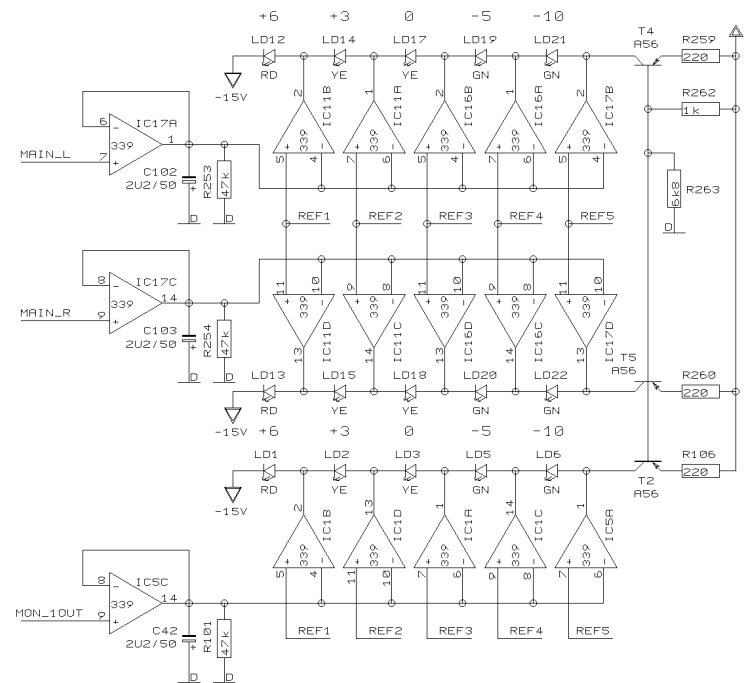 +6 +3 0 -5 -10
T4
A56
R259
220
LD12 LD14 LD17 LD19 LD21
RD YE YE GN GN
-15V
R262
1k
IC17A
6 - 339 1
MAIN_L 7 +
C102
2U2/50
+
R253
47k
D D
2 IC11B 339 5 + 4 -
1 IC11A 339 7 + 6 -
2 IC16B 339 5 + 4 -
1 IC16A 339 7 + 6 -
2 IC17B 339 5 + 4 -
R263
6k8
D
REF1 REF2 REF3 REF4 REF5
IC17C
8 - 339 14
MAIN_R 9 +
C103
2U2/50
+
R254
47k
D D
11 + 10 - 339 IC11D 13
9 + 8 - 339 IC11C 14
11 + 10 - 339 IC16D 13
9 + 8 - 339 IC16C 14
11 + 10 - 339 IC17D 13
T5
A56
R260
220
LD13 LD15 LD18 LD20 LD22
RD YE YE GN GN
-15V
+6 +3 0 -5 -10
LD1 LD2 LD3 LD5 LD6
RD YE YE GN GN
-15V
R106
220
T2
A56
2 IC1B 339 5 + 4 -
13 IC1D 339 11 + 10 -
1 IC1A 339 7 + 6 -
14 IC1C 339 9 + 8 -
1 IC5A 339 7 + 6 -
IC5C
8 - 339 14
MON_1OUT 9 +
C42
2U2/50
+
R101
47k
D D
REF1 REF2 REF3 REF4 REF5